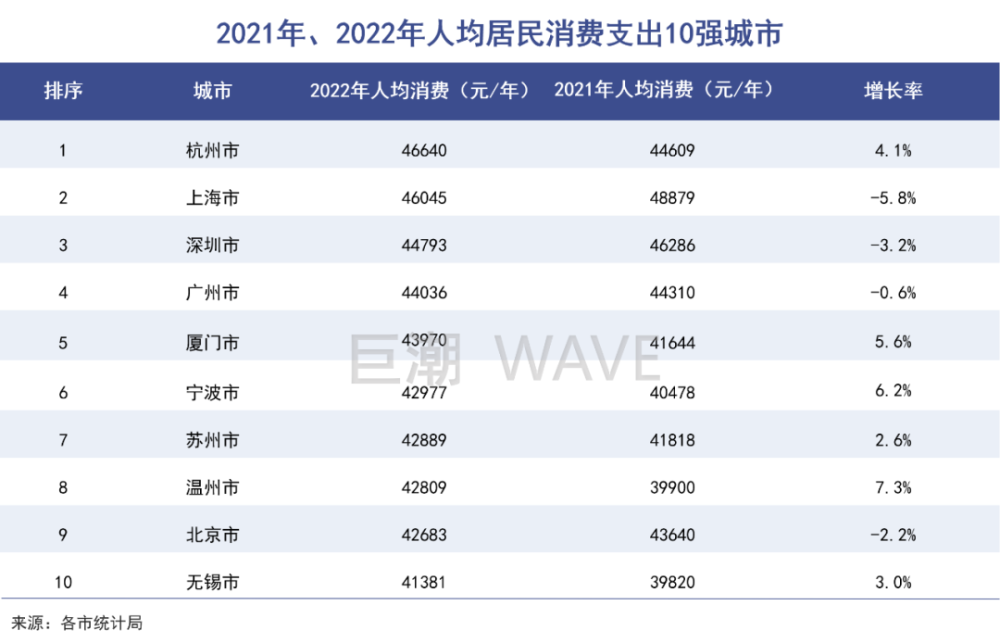 2021年、2022年人均居民消费支出10强城市
排序 城市 2022年人均消费（元/年） 2021年人均消费（元/年） 增长率
1 杭州市 46640 44609 4.1%
2 上海市 46045 48879 -5.8%
3 深圳市 44793 46286 -3.2%
4 广州市 44036 44310 -0.6%
5 厦门市 43970 41644 5.6%
巨潮 WAVE
6 宁波市 42977 40478 6.2%
7 苏州市 42889 41818 2.6%
8 温州市 42809 39900 7.3%
9 北京市 42683 43640 -2.2%
10 无锡市 41381 39820 3.0%
来源：各市统计局